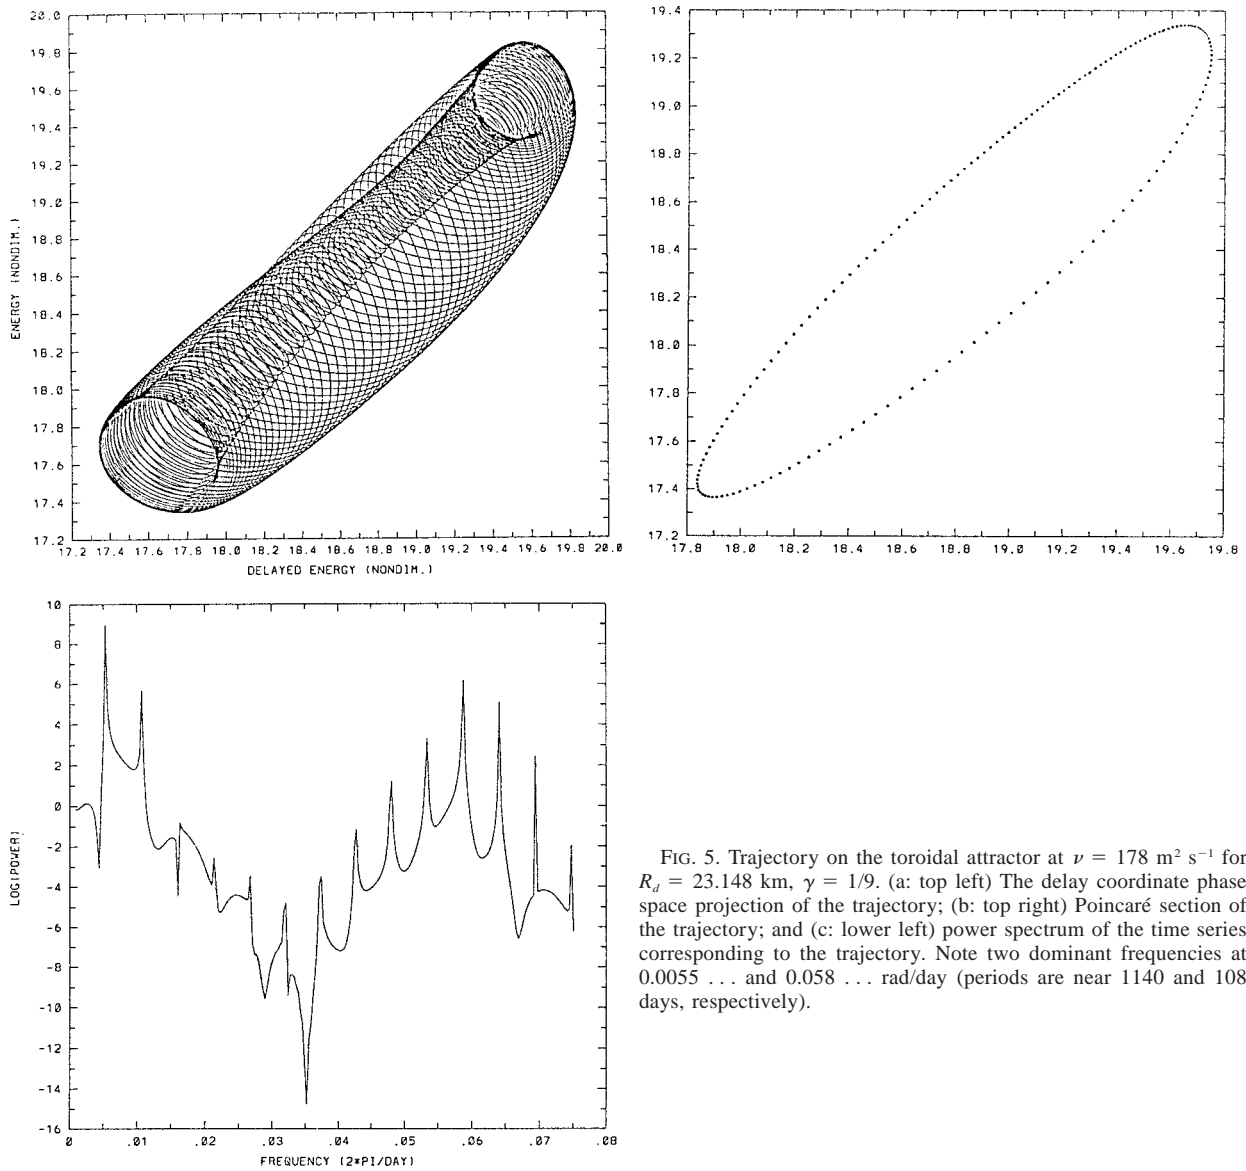 20.0
19.8
19.6
19.4
19.2
19.0
18.8
18.6
18.4
18.2
18.0
17.8
17.6
17.4
17.2
ENERGY (NONDIM.)
17.2 17.4 17.6 17.8 18.0 18.2 18.4 18.6 18.8 19.0 19.2 19.4 19.6 19.8 20.0
DELAYED ENERGY (NONDIM.)
19.4
19.2
19.0
18.8
18.6
18.4
18.2
18.0
17.8
17.6
17.4
17.2
17.8 18.0 18.2 18.4 18.6 18.8 19.0 19.2 19.4 19.6 19.8
10
8
6
4
2
0
-2
-4
-6
-8
-10
-12
-14
-16
LOG(POWER)
0 .01 .02 .03 .04 .05 .06 .07 .08
FREQUENCY (2*PI/DAY)
FIG. 5. Trajectory on the toroidal attractor at ν = 178 m² s⁻¹ for
R_d = 23.148 km, γ = 1/9. (a: top left) The delay coordinate phase
space projection of the trajectory; (b: top right) Poincaré section of
the trajectory; and (c: lower left) power spectrum of the time series
corresponding to the trajectory. Note two dominant frequencies at
0.0055 ... and 0.058 ... rad/day (periods are near 1140 and 108
days, respectively).